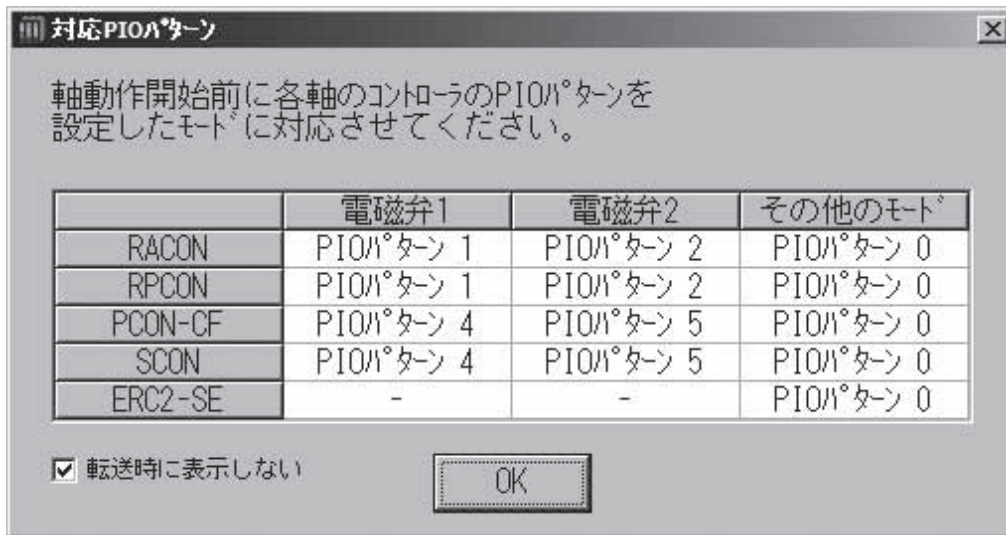 対応PIOパターン
軸動作開始前に各軸のコントローラのPIOパターンを
設定したモードに対応させてください。
電磁弁1 電磁弁2 その他のモード
RACON PIOパターン 1 PIOパターン 2 PIOパターン 0
RPCON PIOパターン 1 PIOパターン 2 PIOパターン 0
PCON-CF PIOパターン 4 PIOパターン 5 PIOパターン 0
SCON PIOパターン 4 PIOパターン 5 PIOパターン 0
ERC2-SE - - PIOパターン 0
転送時に表示しない
OK